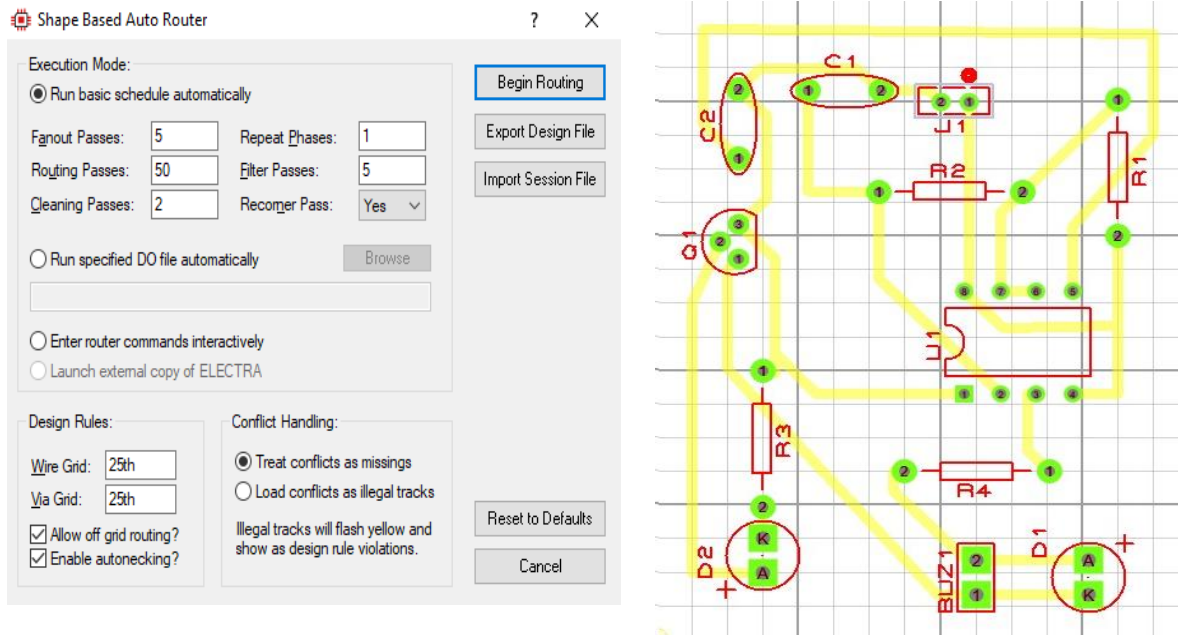 Shape Based Auto Router ? X
Execution Mode:
Run basic schedule automatically
Fanout Passes: 5 Repeat Phases: 1
Routing Passes: 50 Filter Passes: 5
Cleaning Passes: 2 Recorner Pass: Yes
Run specified DO file automatically Browse
Enter router commands interactively
Launch external copy of ELECTRA
Begin Routing
Export Design File
Import Session File
Design Rules:
Wire Grid: 25th
Via Grid: 25th
Allow off grid routing?
Enable autonecking?
Conflict Handling:
Treat conflicts as missings
Load conflicts as illegal tracks
Illegal tracks will flash yellow and
show as design rule violations.
Reset to Defaults
Cancel
C1
2 1 2 2 1 1
C2 J1
1 R2 R1
1 2
3
Q1 2 2
1
8 7 6 5
U1
1
1 2 3 4
R3
2 1
R4
2
K D1 +
D2 2 A
A BUZ1
+ 1 K